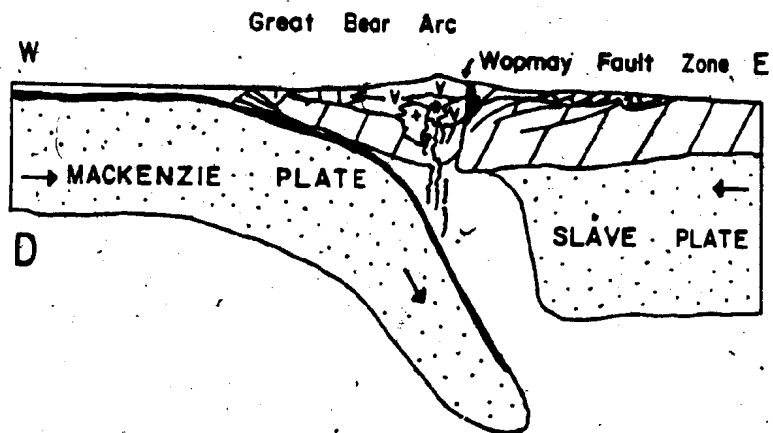 Great Bear Arc
W
Wopmay Fault Zone E
MACKENZIE PLATE
SLAVE PLATE
D